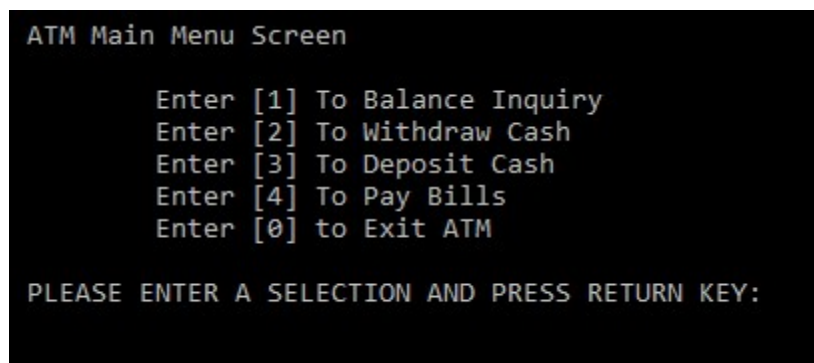 ATM Main Menu Screen
Enter [1] To Balance Inquiry
Enter [2] To Withdraw Cash
Enter [3] To Deposit Cash
Enter [4] To Pay Bills
Enter [0] to Exit ATM
PLEASE ENTER A SELECTION AND PRESS RETURN KEY: